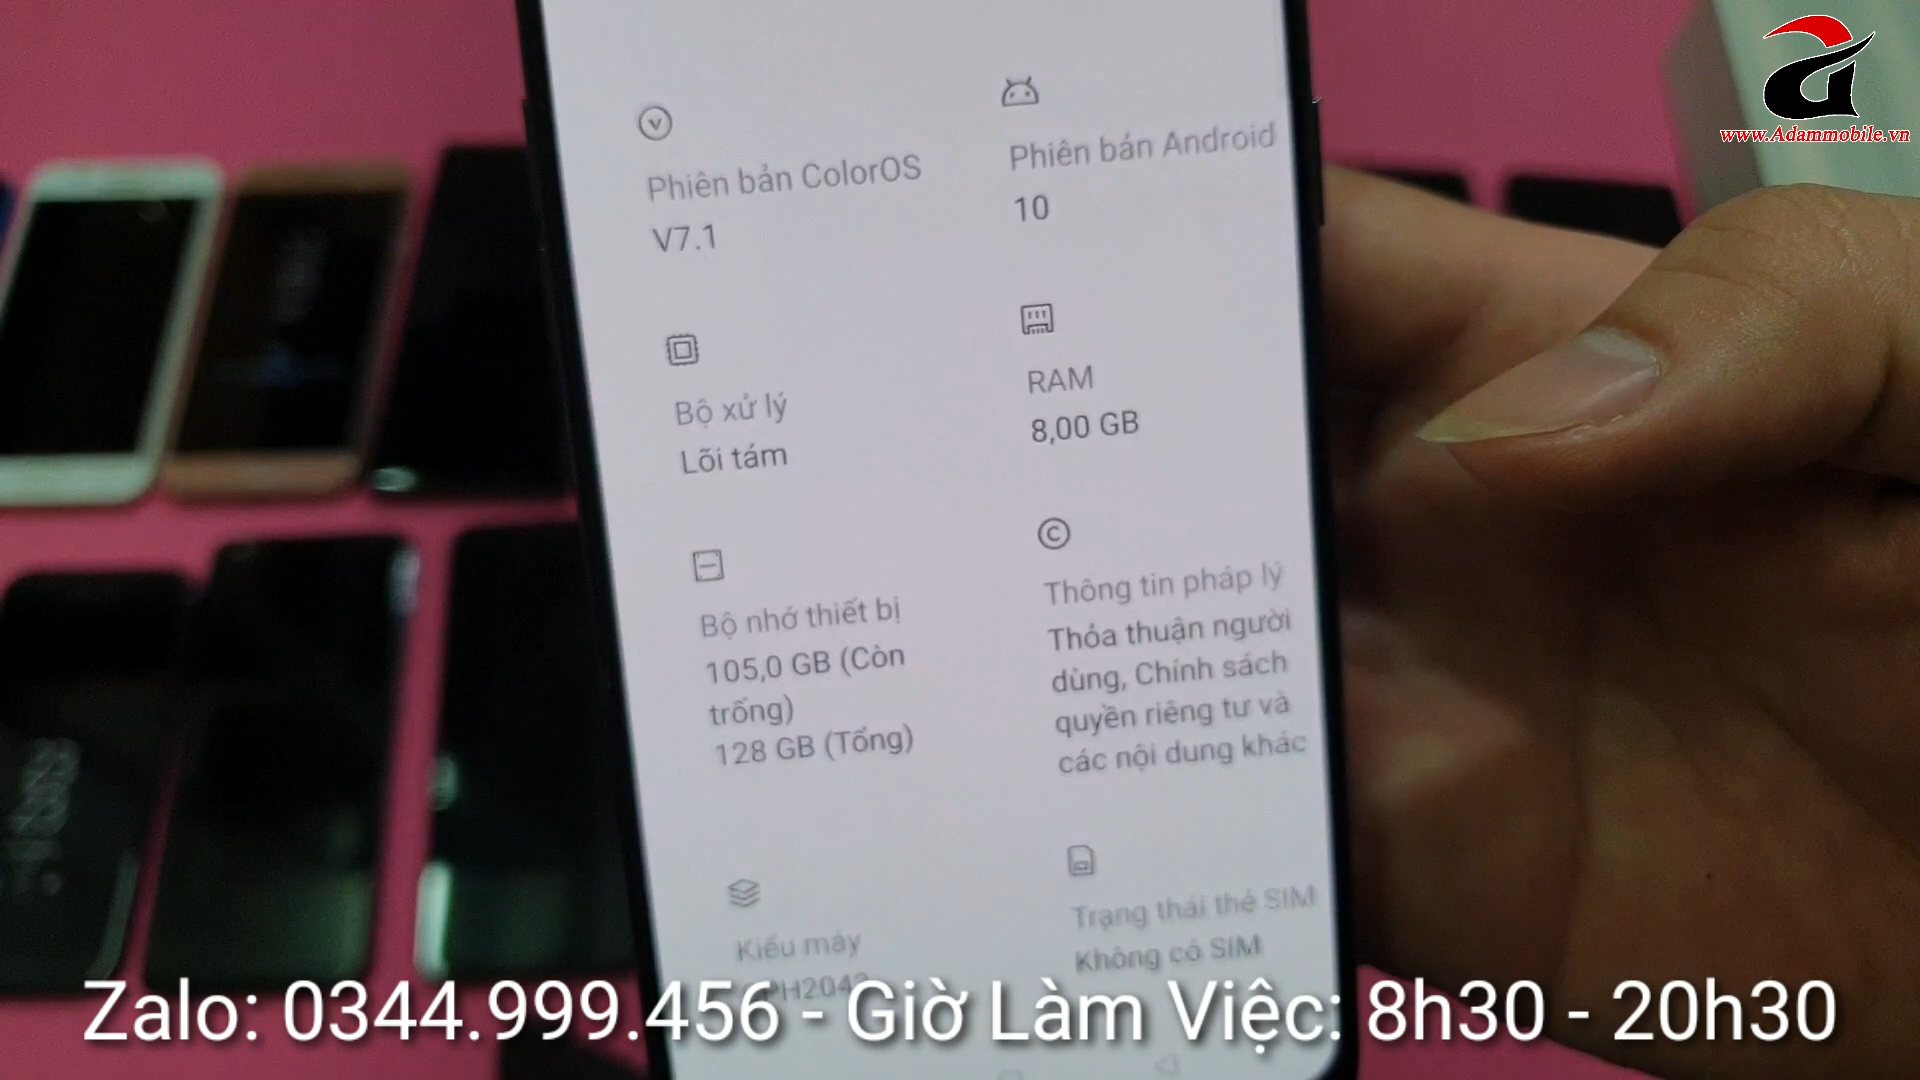 www.Adammobile.vn
Phiên bản ColorOS
V7.1
Phiên bản Android
10
Bộ xử lý
Lõi tám
RAM
8,00 GB
Bộ nhớ thiết bị
105,0 GB (Còn
trống)
128 GB (Tổng)
Thông tin pháp lý
Thỏa thuận người
dùng, Chính sách
quyền riêng tư và
các nội dung khác
Kiểu máy
Trạng thái thẻ SIM
Không có SIM
Zalo: 0344.999.456 - Giờ Làm Việc: 8h30 - 20h30